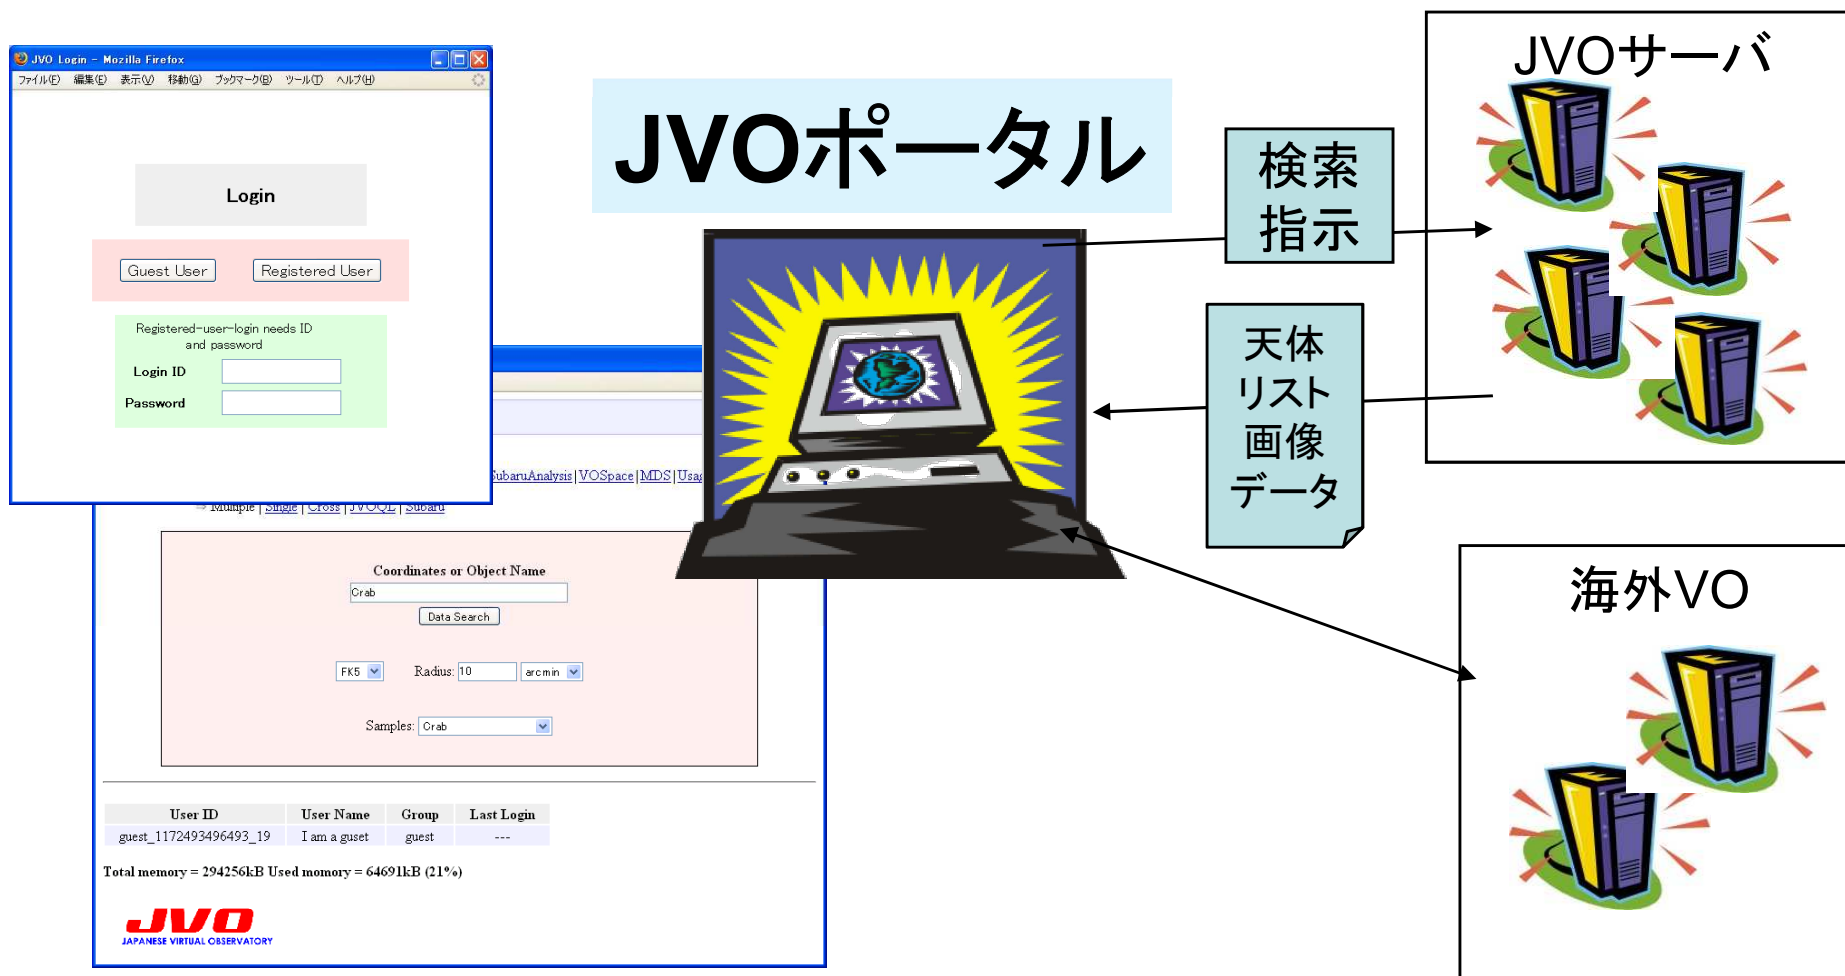 JVO Login - Mozilla Firefox
ファイル(F) 編集(E) 表示(V) 移動(G) ブックマーク(B) ツール(T) ヘルプ(H)
Login
Guest User Registered User
Registered-user-login needs ID
and password
Login ID
Password
SubaruAnalysis|VOSpace|MDS|Usag
⇒ Multiple | Single | Cross | JVOQL | Subaru
Coordinates or Object Name
Crab
Data Search
FK5 Radius: 10 arcmin
Samples: Crab
User ID User Name Group Last Login
guest_1172493496493_19 I am a guset guest ---
Total memory = 294256kB Used momory = 64691kB (21%)
JVO
JAPANESE VIRTUAL OBSERVATORY
JVOポータル
検索
指示
天体
リスト
画像
データ
JVOサーバ
海外VO